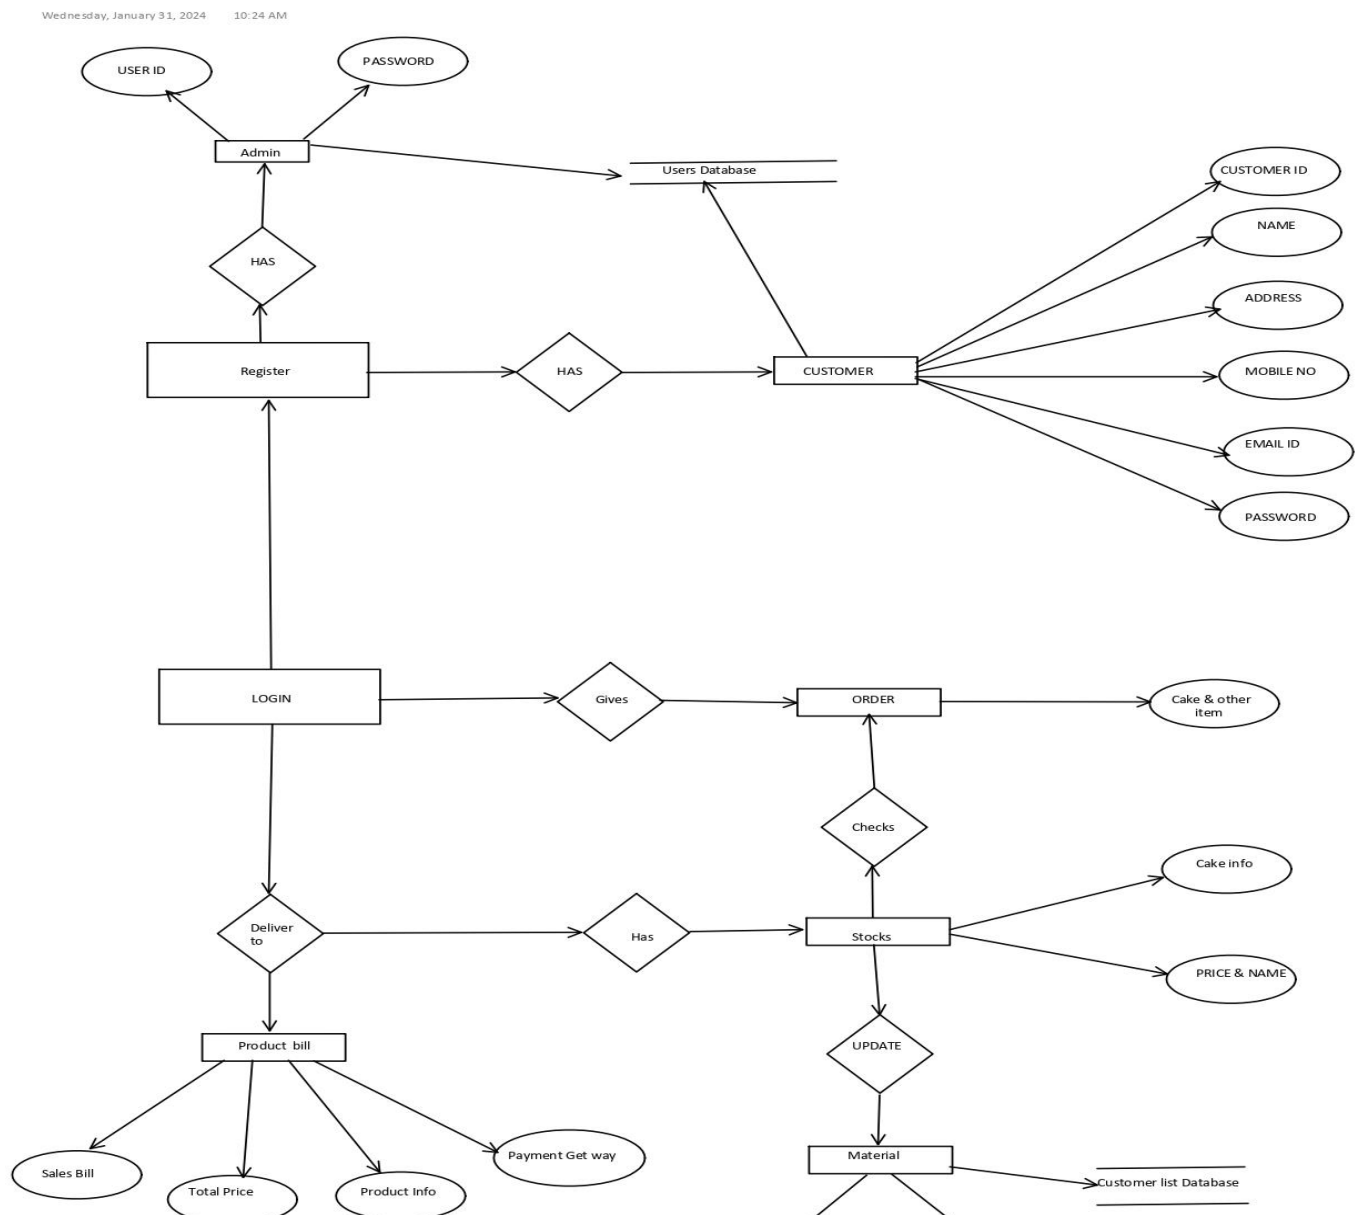 Wednesday, January 31, 2024 10:24 AM
USER ID
PASSWORD
Admin
Users Database
CUSTOMER ID
NAME
HAS
ADDRESS
Register
HAS
CUSTOMER
MOBILE NO
EMAIL ID
PASSWORD
LOGIN
Gives
ORDER
Cake & other
item
Checks
Cake info
Deliver
to
Has
Stocks
PRICE & NAME
Product bill
UPDATE
Sales Bill
Total Price
Product Info
Payment Get way
Material
Customer list Database